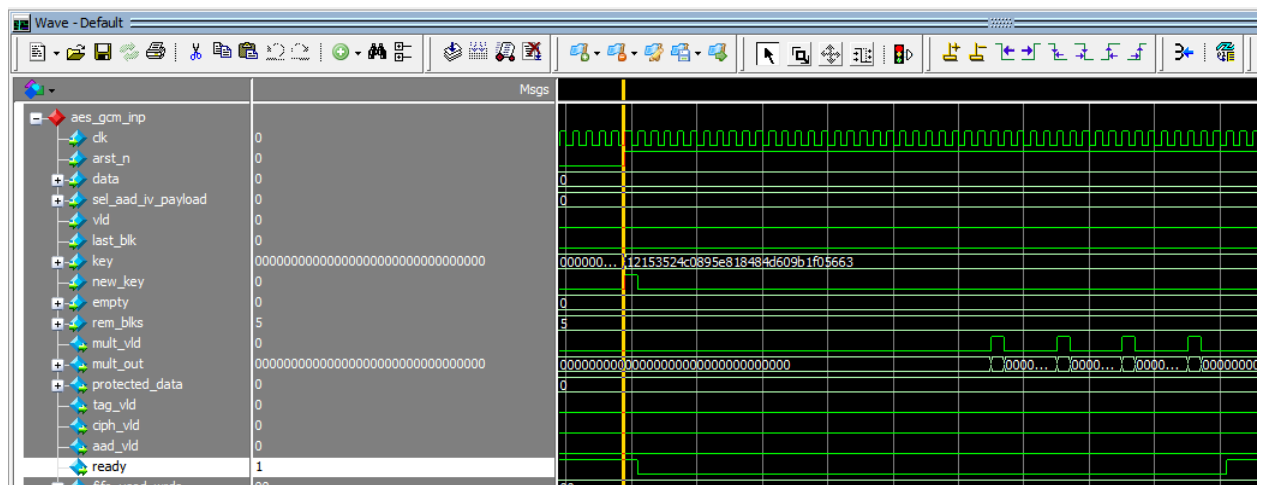 Wave - Default
Msgs
aes_gcm_inp
clk 0
arst_n 0
data 0 0
sel_aad_iv_payload 0 0
vld 0
last_blk 0
key 00000000000000000000000000000000 000000... 12153524c0895e818484d609b1f05663
new_key 0
empty 0 0
rem_blks 5 5
mult_vld 0
mult_out 00000000000000000000000000000000 00000000000000000000000000000000 0000... 0000... 0000... 00000000
protected_data 0 0
tag_vld 0
ciph_vld 0
aad_vld 0
ready 1